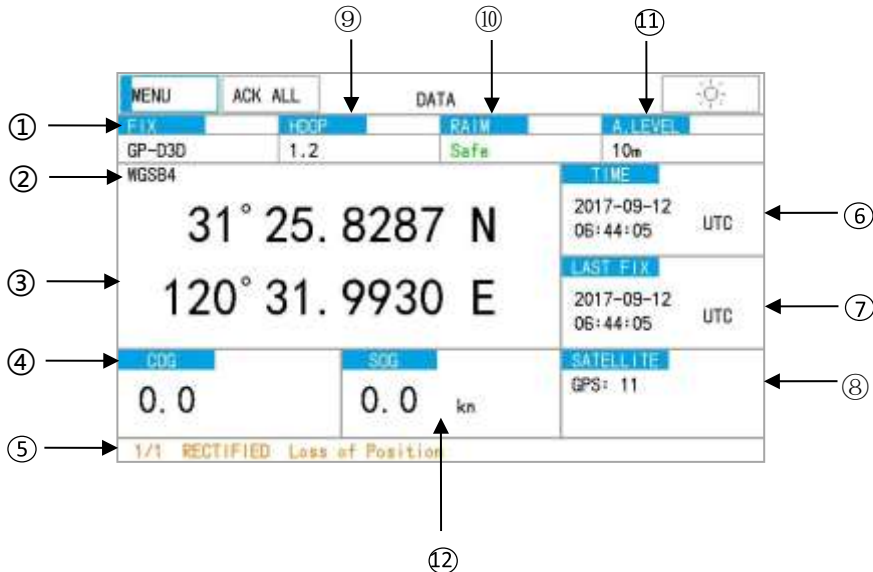 ⑨ ⑩ ⑪
MENU ACK ALL DATA
① FIX HDOP RAIM A.LEVEL
GP-D3D 1.2 Safe 10m
② WGS84 TIME
31° 25. 8287 N
2017-09-12
06:44:05 UTC ⑥
③ 120° 31. 9930 E
LAST FIX
2017-09-12
06:44:05 UTC ⑦
④ COG SOG SATELLITE
0. 0 0. 0 kn GPS: 11 ⑧
⑤ 1/1 RECTIFIED Loss of Position
⑫